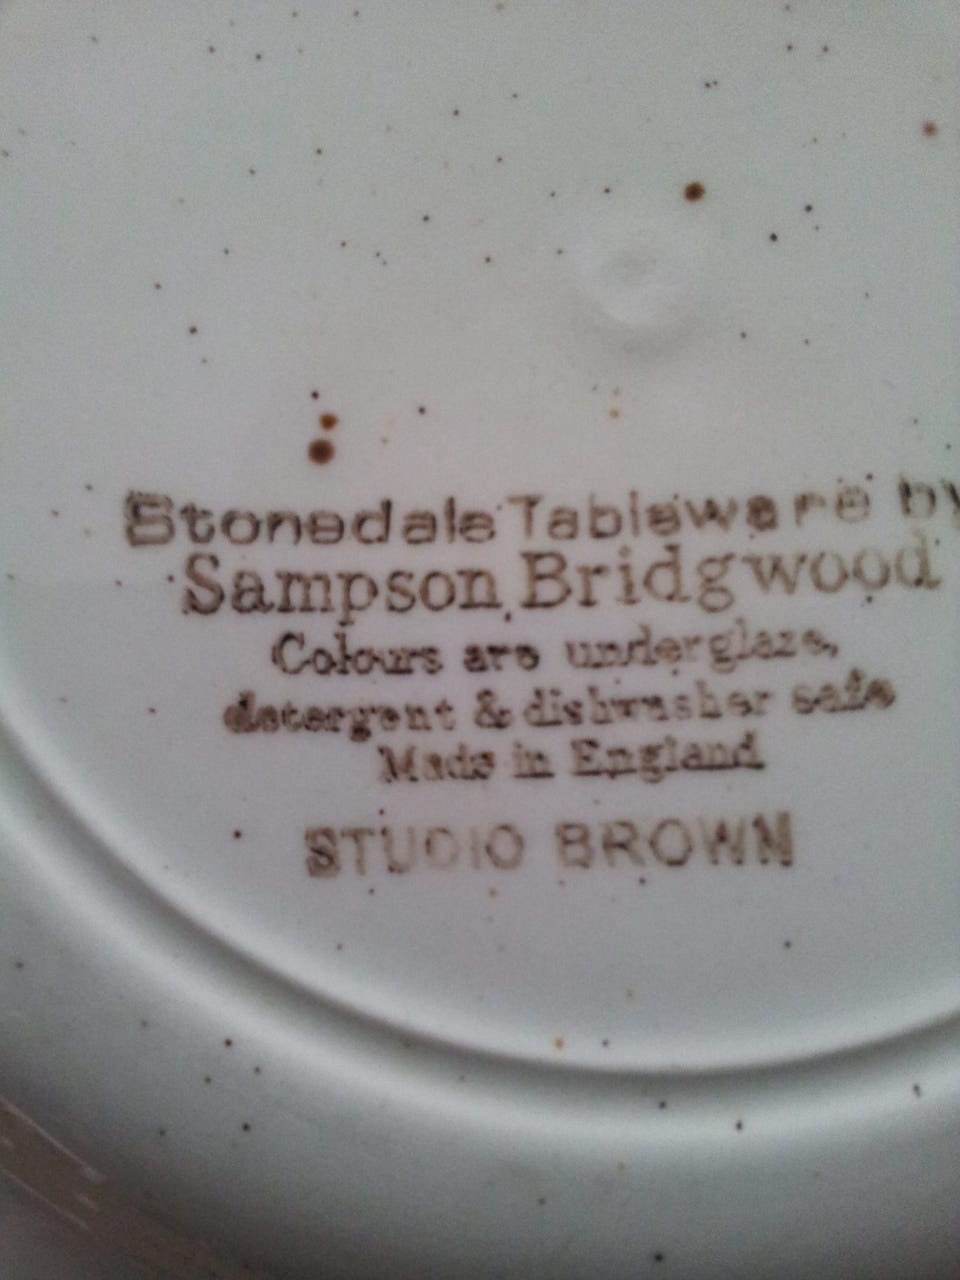 Stonedale Tableware by
Sampson Bridgwood
Colours are underglaze,
detergent & dishwasher safe
Made in England
STUDIO BROWN